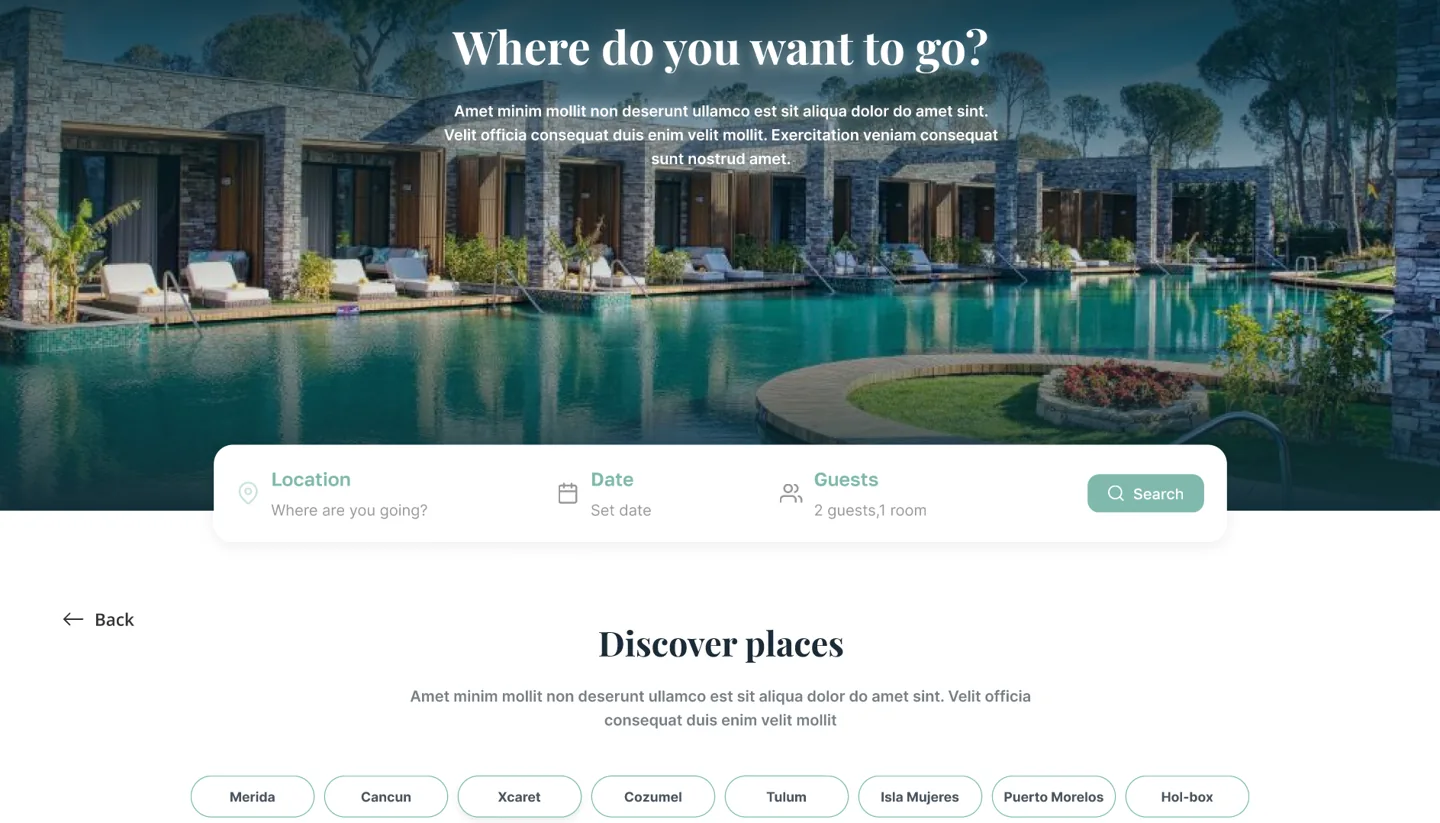 Where do you want to go?
Amet minim mollit non deserunt ullamco est sit aliqua dolor do amet sint.
Velit officia consequat duis enim velit mollit. Exercitation veniam consequat
sunt nostrud amet.
Location
Where are you going?
Date
Set date
Guests
2 guests,1 room
Search
Back
Discover places
Amet minim mollit non deserunt ullamco est sit aliqua dolor do amet sint. Velit officia
consequat duis enim velit mollit
Merida
Cancun
Xcaret
Cozumel
Tulum
Isla Mujeres
Puerto Morelos
Hol-box